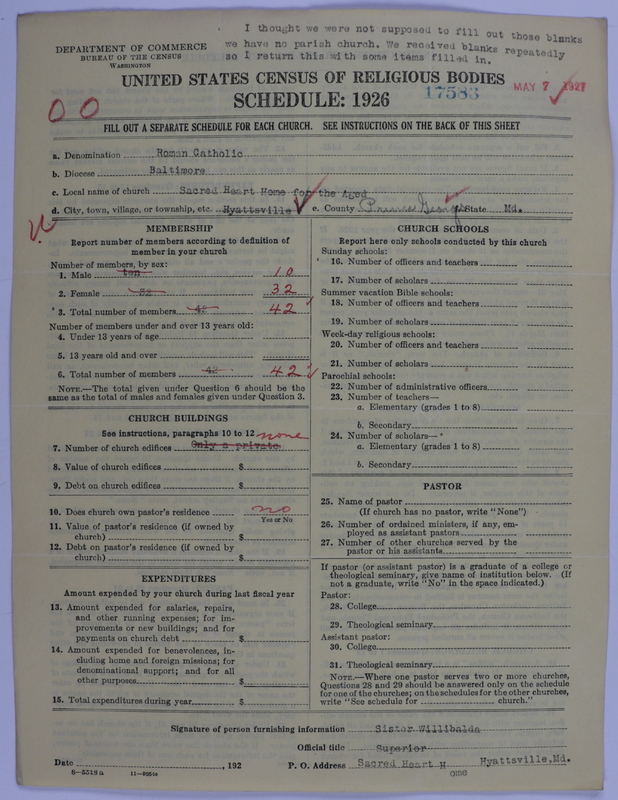 I thought we were not supposed to fill out those blanks
we have no parish church. We received blanks repeatedly
so I return this with some items filled in.
DEPARTMENT OF COMMERCE
BUREAU OF THE CENSUS
WASHINGTON
UNITED STATES CENSUS OF RELIGIOUS BODIES
SCHEDULE: 1926
17583
MAY 7 1927
00
FILL OUT A SEPARATE SCHEDULE FOR EACH CHURCH. SEE INSTRUCTIONS ON THE BACK OF THIS SHEET
a. Denomination Roman Catholic
b. Diocese Baltimore
c. Local name of church Sacred Heart Home for the Aged
d. City, town, village, or township, etc. Hyattsville e. County Prince George State Md.
MEMBERSHIP
Report number of members according to definition of
member in your church
Number of members, by sex:
1. Male ten 10
2. Female 32 32
3. Total number of members 42 42
Number of members under and over 13 years old:
4. Under 13 years of age
5. 13 years old and over
6. Total number of members 42 42
NOTE.—The total given under Question 6 should be the
same as the total of males and females given under Question 3.
CHURCH BUILDINGS
See instructions, paragraphs 10 to 12 none
7. Number of church edifices Only a private
8. Value of church edifices $
9. Debt on church edifices $
10. Does church own pastor's residence no
Yes or No
11. Value of pastor's residence (if owned by
church) $
12. Debt on pastor's residence (if owned by
church) $
EXPENDITURES
Amount expended by your church during last fiscal year
13. Amount expended for salaries, repairs,
and other running expenses; for im-
provements or new buildings; and for
payments on church debt $
14. Amount expended for benevolences, in-
cluding home and foreign missions; for
denominational support; and for all
other purposes $
15. Total expenditures during year $
CHURCH SCHOOLS
Report here only schools conducted by this church
Sunday schools:
16. Number of officers and teachers
17. Number of scholars
Summer vacation Bible schools:
18. Number of officers and teachers
19. Number of scholars
Week-day religious schools:
20. Number of officers and teachers
21. Number of scholars
Parochial schools:
22. Number of administrative officers
23. Number of teachers—
a. Elementary (grades 1 to 8)
b. Secondary
24. Number of scholars—
a. Elementary (grades 1 to 8)
b. Secondary
PASTOR
25. Name of pastor
(If church has no pastor, write "None")
26. Number of ordained ministers, if any, em-
ployed as assistant pastors
27. Number of other churches served by the
pastor or his assistants
If pastor (or assistant pastor) is a graduate of a college or
theological seminary, give name of institution below. (If
not a graduate, write "No" in the space indicated.)
Pastor:
28. College
29. Theological seminary
Assistant pastor:
30. College
31. Theological seminary
NOTE.—Where one pastor serves two or more churches,
Questions 28 and 29 should be answered only on the schedule
for one of the churches; on the schedules for the other churches,
write "See schedule for church."
Signature of person furnishing information Sister Willibalda
Official title Superior
Date , 192 P. O. Address Sacred Heart Home Hyattsville, Md.
6—5518a 11—9554a